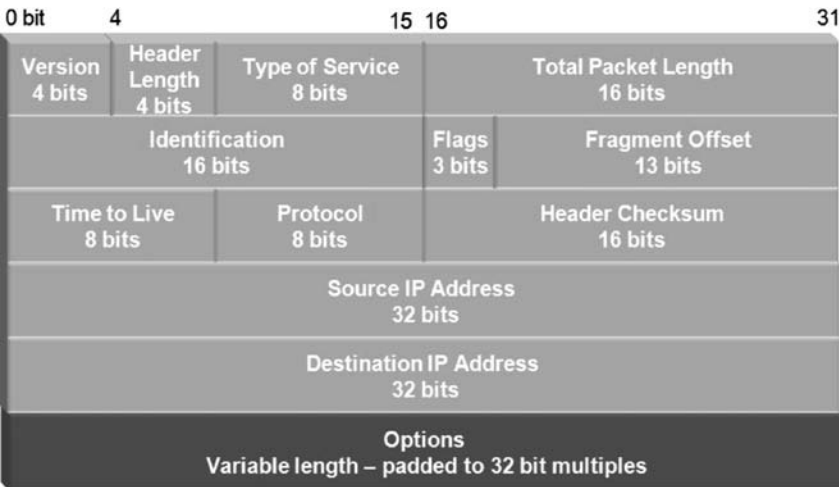 0 bit 4 15 16 31
Version
4 bits
Header
Length
4 bits
Type of Service
8 bits
Total Packet Length
16 bits
Identification
16 bits
Flags
3 bits
Fragment Offset
13 bits
Time to Live
8 bits
Protocol
8 bits
Header Checksum
16 bits
Source IP Address
32 bits
Destination IP Address
32 bits
Options
Variable length – padded to 32 bit multiples